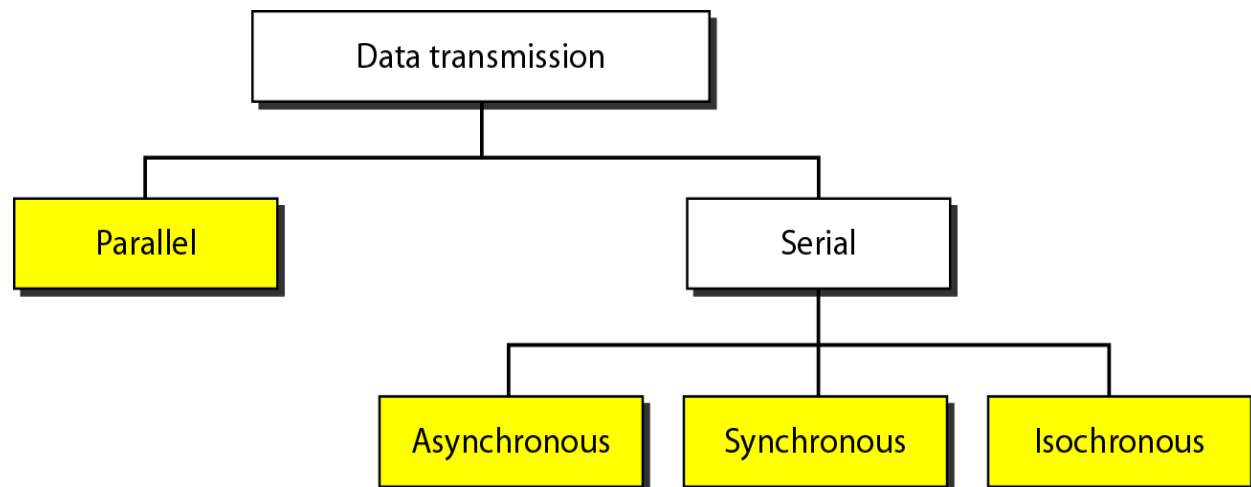 Data transmission
Parallel
Serial
Asynchronous
Synchronous
Isochronous